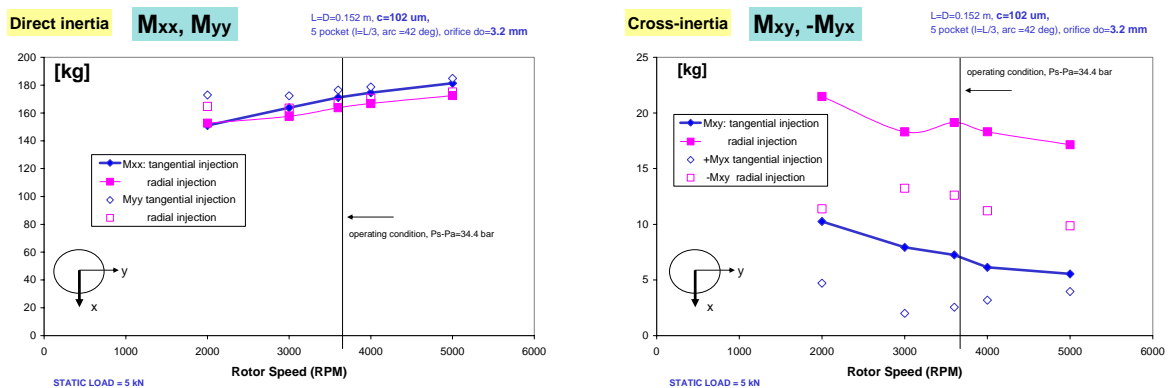 Direct inertia
Mxx, Myy
L=D=0.152 m, c=102 um,
5 pocket (l=L/3, arc =42 deg), orifice do=3.2 mm
[kg]
200
180
160
140
120
100
80
60
40
20
0
Mxx: tangential injection
radial injection
Myy tangential injection
radial injection
operating condition, Ps-Pa=34.4 bar
y
x
0
1000
2000
3000
4000
5000
6000
Rotor Speed (RPM)
STATIC LOAD = 5 kN
Cross-inertia
Mxy, -Myx
L=D=0.152 m, c=102 um,
5 pocket (l=L/3, arc =42 deg), orifice do=3.2 mm
[kg]
25
20
15
10
5
0
operating condition, Ps-Pa=34.4 bar
Mxy: tangential injection
radial injection
+Myx tangential injection
-Mxy radial injection
y
x
0
1000
2000
3000
4000
5000
6000
Rotor Speed (RPM)
STATIC LOAD = 5 kN